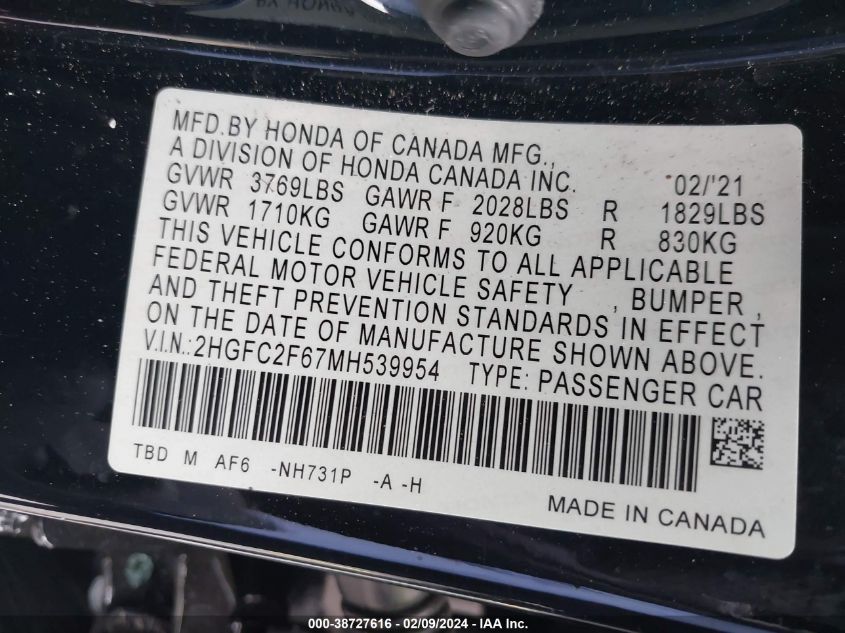 MFD.BY HONDA OF CANADA MFG.,
A DIVISION OF HONDA CANADA INC. 02/'21
GVWR 3769LBS GAWR F 2028LBS R 1829LBS
GVWR 1710KG GAWR F 920KG R 830KG
THIS VEHICLE CONFORMS TO ALL APPLICABLE
FEDERAL MOTOR VEHICLE SAFETY , BUMPER ,
AND THEFT PREVENTION STANDARDS IN EFFECT
ON THE DATE OF MANUFACTURE SHOWN ABOVE.
V.I.N.: 2HGFC2F67MH539954 TYPE: PASSENGER CAR
TBD M AF6 -NH731P -A -H
MADE IN CANADA
000-38727616 - 02/09/2024 - IAA Inc.